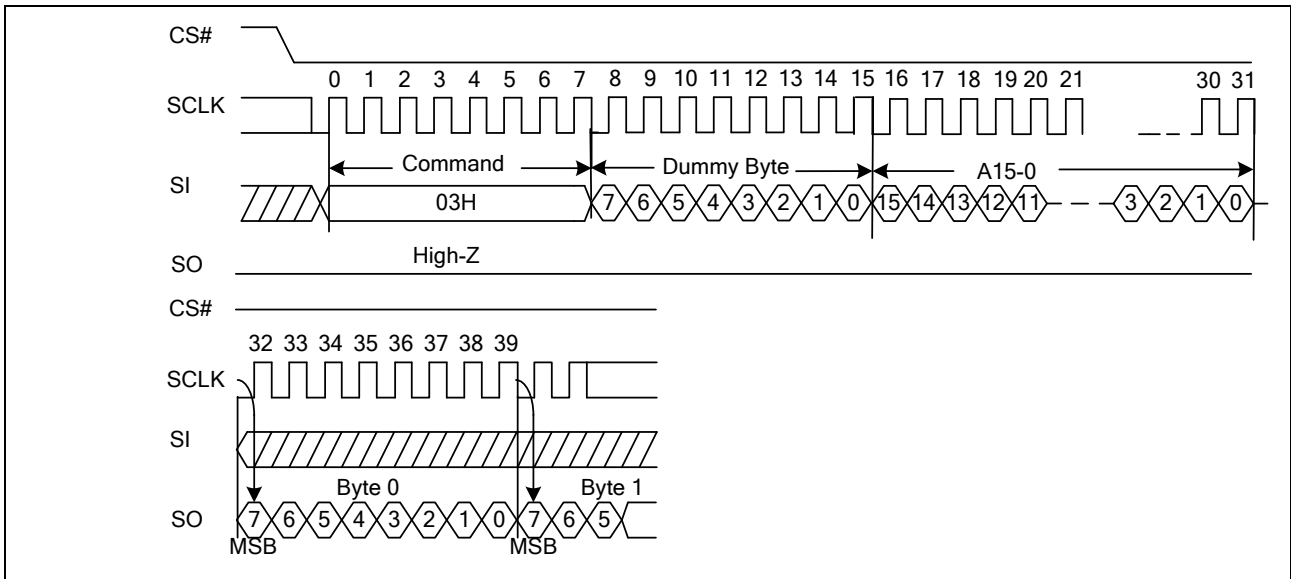 CS#
0 1 2 3 4 5 6 7 8 9 10 11 12 13 14 15 16 17 18 19 20 21 30 31
SCLK
Command Dummy Byte A15-0
SI 03H 7 6 5 4 3 2 1 0 15 14 13 12 11 3 2 1 0
High-Z
SO
CS#
32 33 34 35 36 37 38 39
SCLK
SI
Byte 0 Byte 1
SO 7 6 5 4 3 2 1 0 7 6 5
MSB MSB